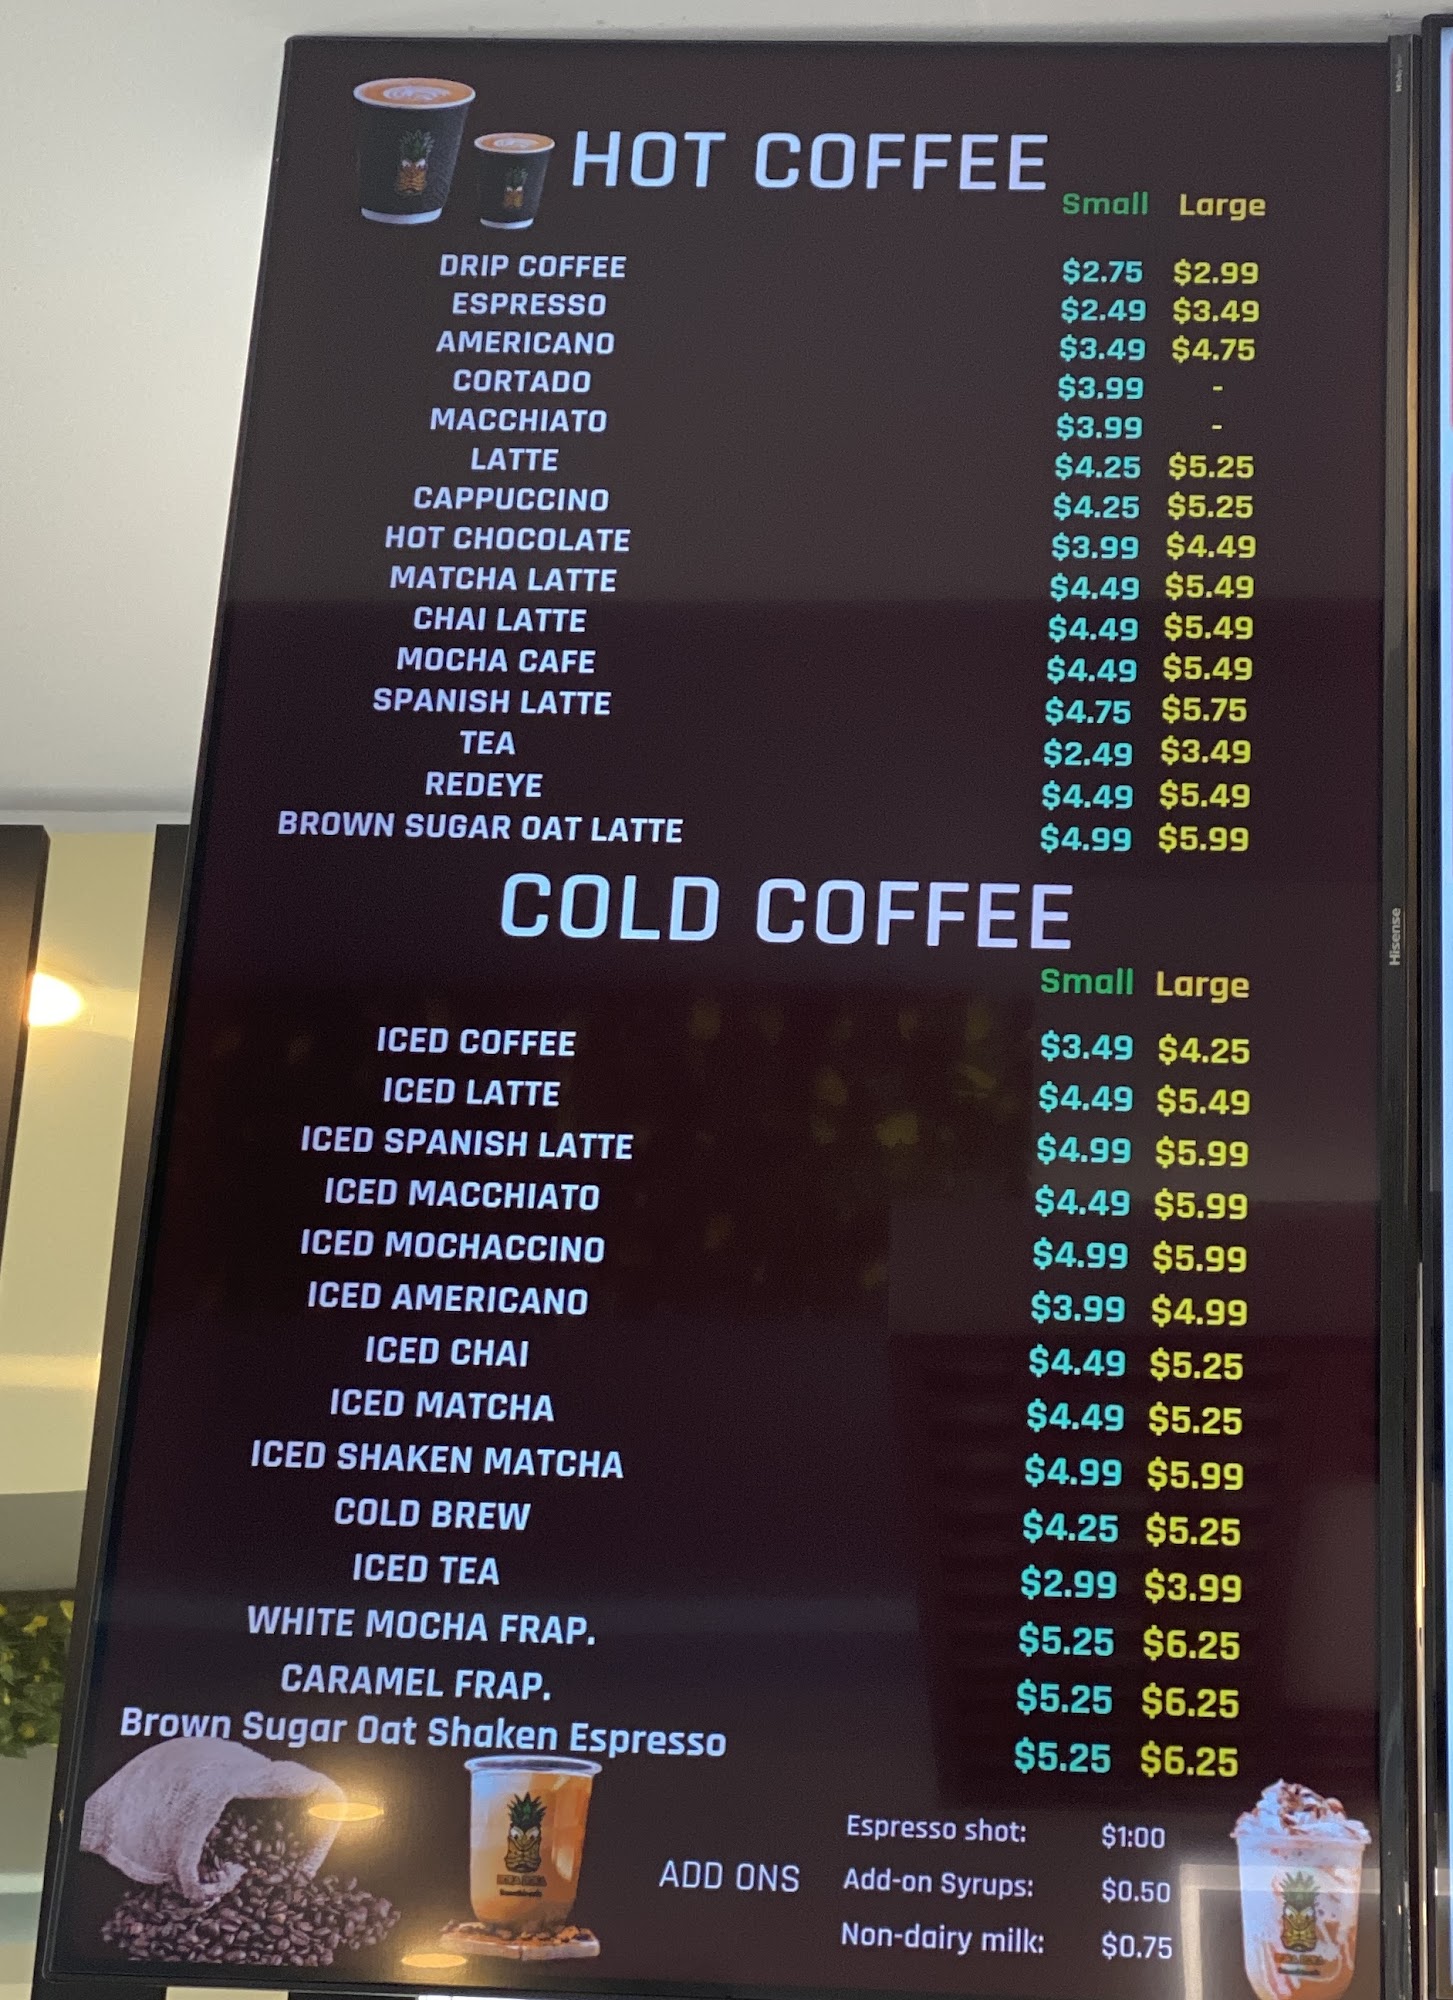 HOT COFFEE
Small Large
DRIP COFFEE $2.75 $2.99
ESPRESSO $2.49 $3.49
AMERICANO $3.49 $4.75
CORTADO $3.99 -
MACCHIATO $3.99 -
LATTE $4.25 $5.25
CAPPUCCINO $4.25 $5.25
HOT CHOCOLATE $3.99 $4.49
MATCHA LATTE $4.49 $5.49
CHAI LATTE $4.49 $5.49
MOCHA CAFE $4.49 $5.49
SPANISH LATTE $4.75 $5.75
TEA $2.49 $3.49
REDEYE $4.49 $5.49
BROWN SUGAR OAT LATTE $4.99 $5.99
COLD COFFEE
Small Large
ICED COFFEE $3.49 $4.25
ICED LATTE $4.49 $5.49
ICED SPANISH LATTE $4.99 $5.99
ICED MACCHIATO $4.49 $5.99
ICED MOCHACCINO $4.99 $5.99
ICED AMERICANO $3.99 $4.99
ICED CHAI $4.49 $5.25
ICED MATCHA $4.49 $5.25
ICED SHAKEN MATCHA $4.99 $5.99
COLD BREW $4.25 $5.25
ICED TEA $2.99 $3.99
WHITE MOCHA FRAP. $5.25 $6.25
CARAMEL FRAP. $5.25 $6.25
Brown Sugar Oat Shaken Espresso $5.25 $6.25
ADD ONS
Espresso shot: $1:00
Add-on Syrups: $0.50
Non-dairy milk: $0.75
Hisense